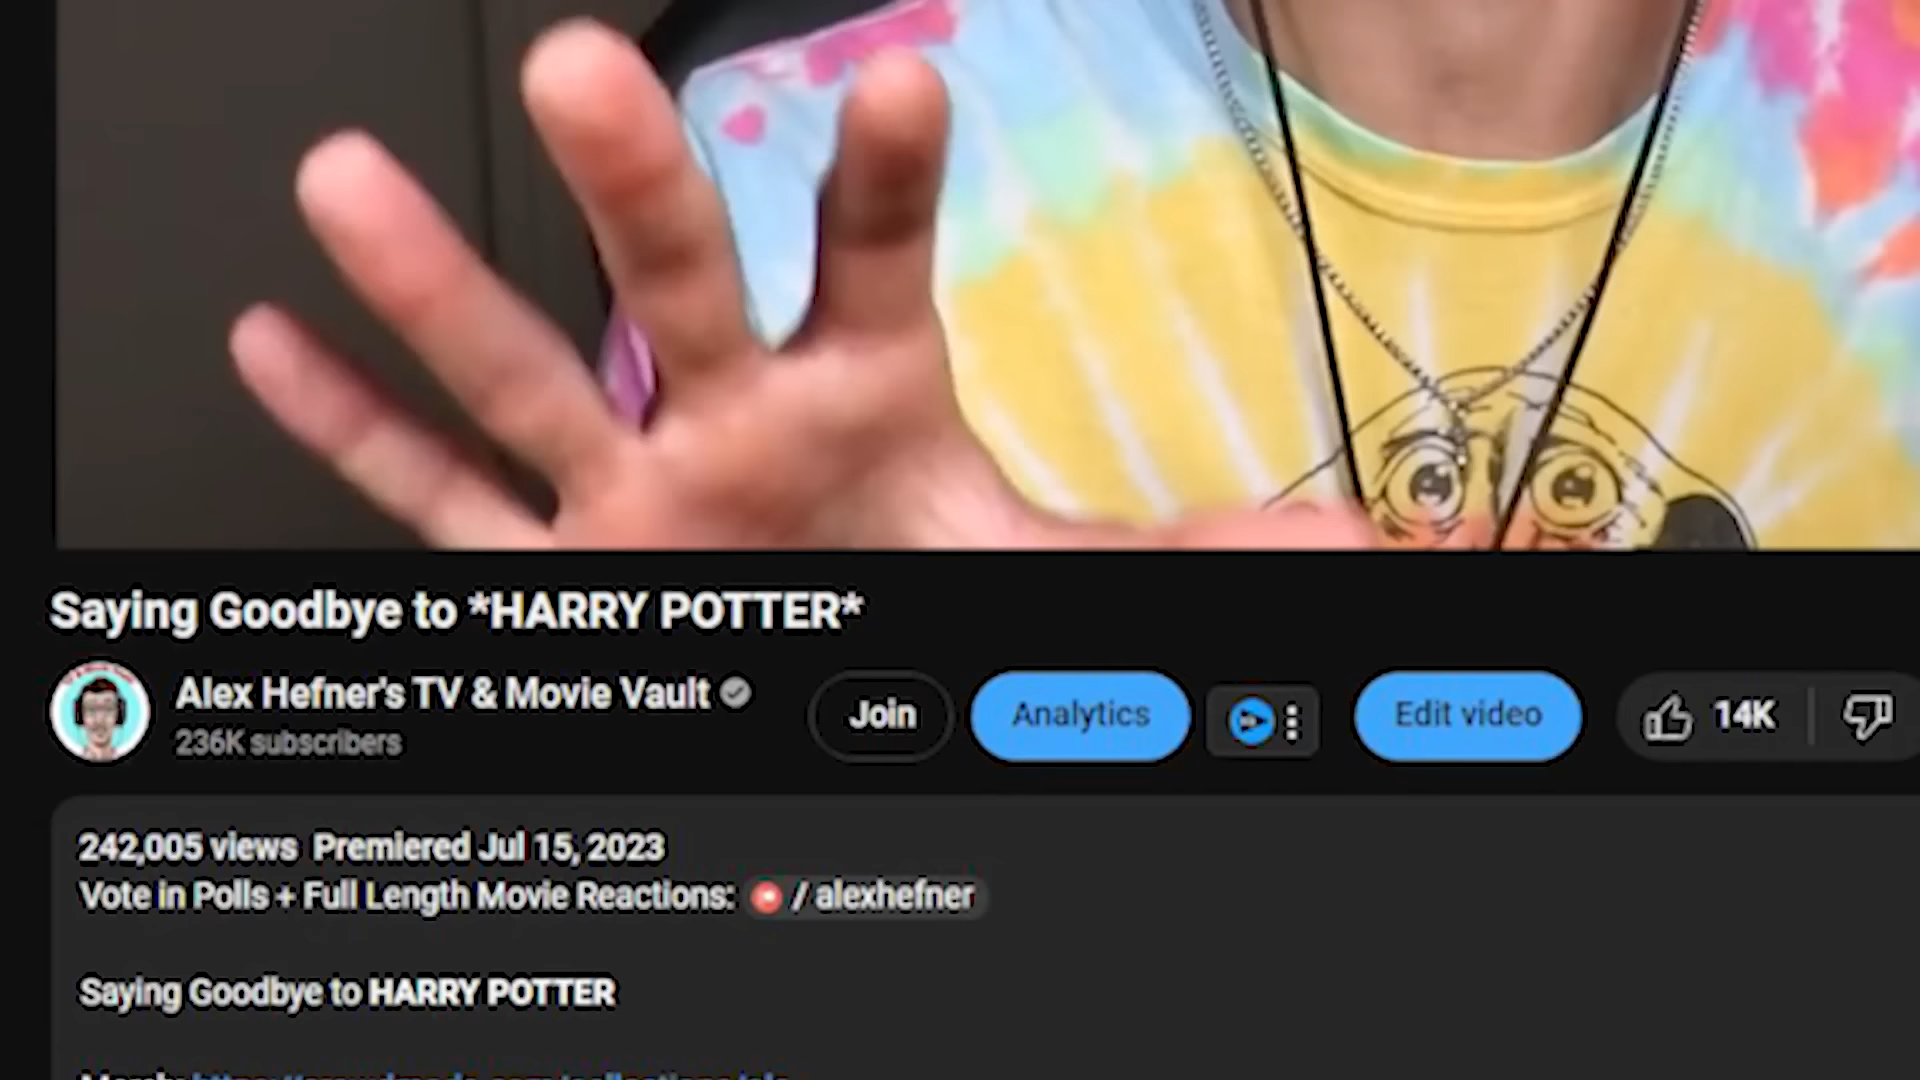 Saying Goodbye to *HARRY POTTER*
Alex Hefner's TV & Movie Vault
236K subscribers
Join
Analytics
Edit video
14K
242,005 views Premiered Jul 15, 2023
Vote in Polls + Full Length Movie Reactions: / alexhefner
Saying Goodbye to HARRY POTTER